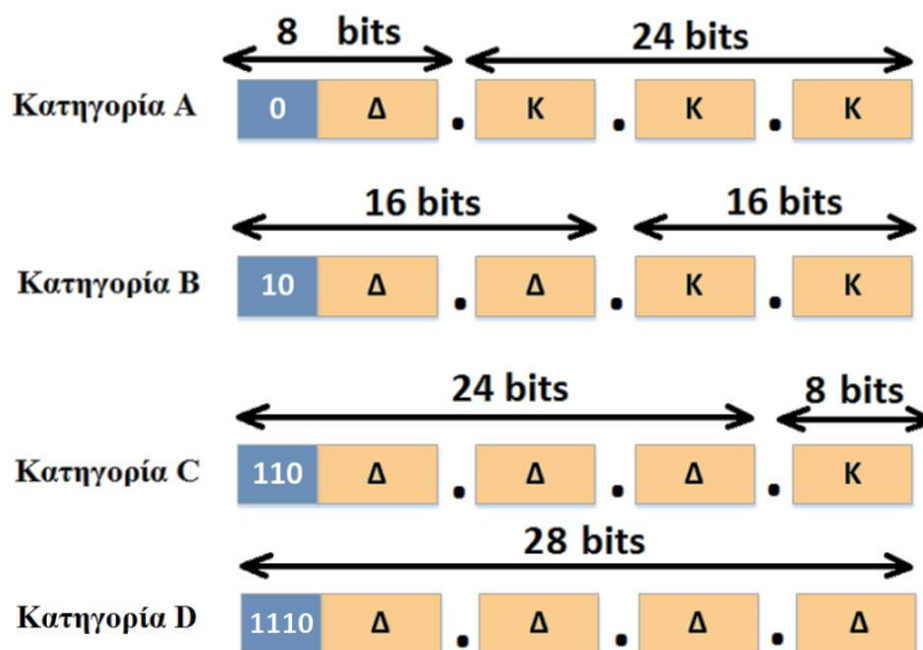 8 bits 24 bits
Κατηγορία Α 0 Δ . Κ . Κ . Κ
16 bits 16 bits
Κατηγορία Β 10 Δ . Δ . Κ . Κ
24 bits 8 bits
Κατηγορία C 110 Δ . Δ . Δ . Κ
28 bits
Κατηγορία D 1110 Δ . Δ . Δ . Δ